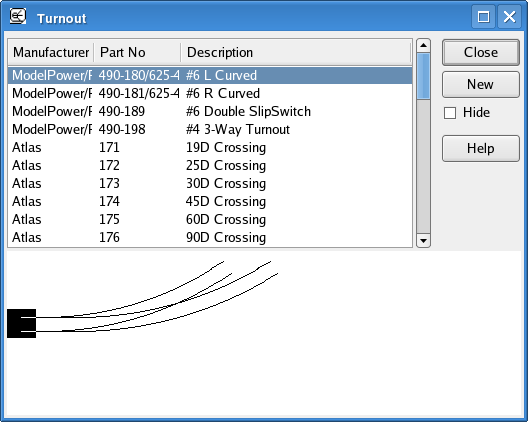 Turnout
Manufacturer Part No Description
ModelPower/F 490-180/625-4 #6 L Curved
ModelPower/F 490-181/625-4 #6 R Curved
ModelPower/F 490-189 #6 Double SlipSwitch
ModelPower/F 490-198 #4 3-Way Turnout
Atlas 171 19D Crossing
Atlas 172 25D Crossing
Atlas 173 30D Crossing
Atlas 174 45D Crossing
Atlas 175 60D Crossing
Atlas 176 90D Crossing
Close
New
Hide
Help